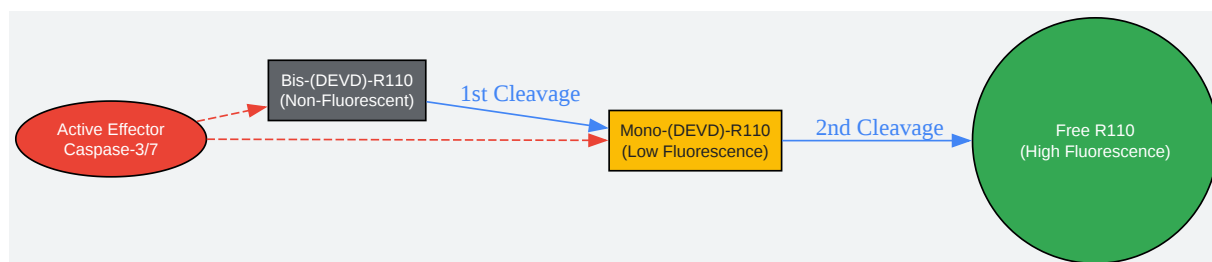 Active Effector
Caspase-3/7
Bis-(DEVD)-R110
(Non-Fluorescent)
1st Cleavage
Mono-(DEVD)-R110
(Low Fluorescence)
2nd Cleavage
Free R110
(High Fluorescence)